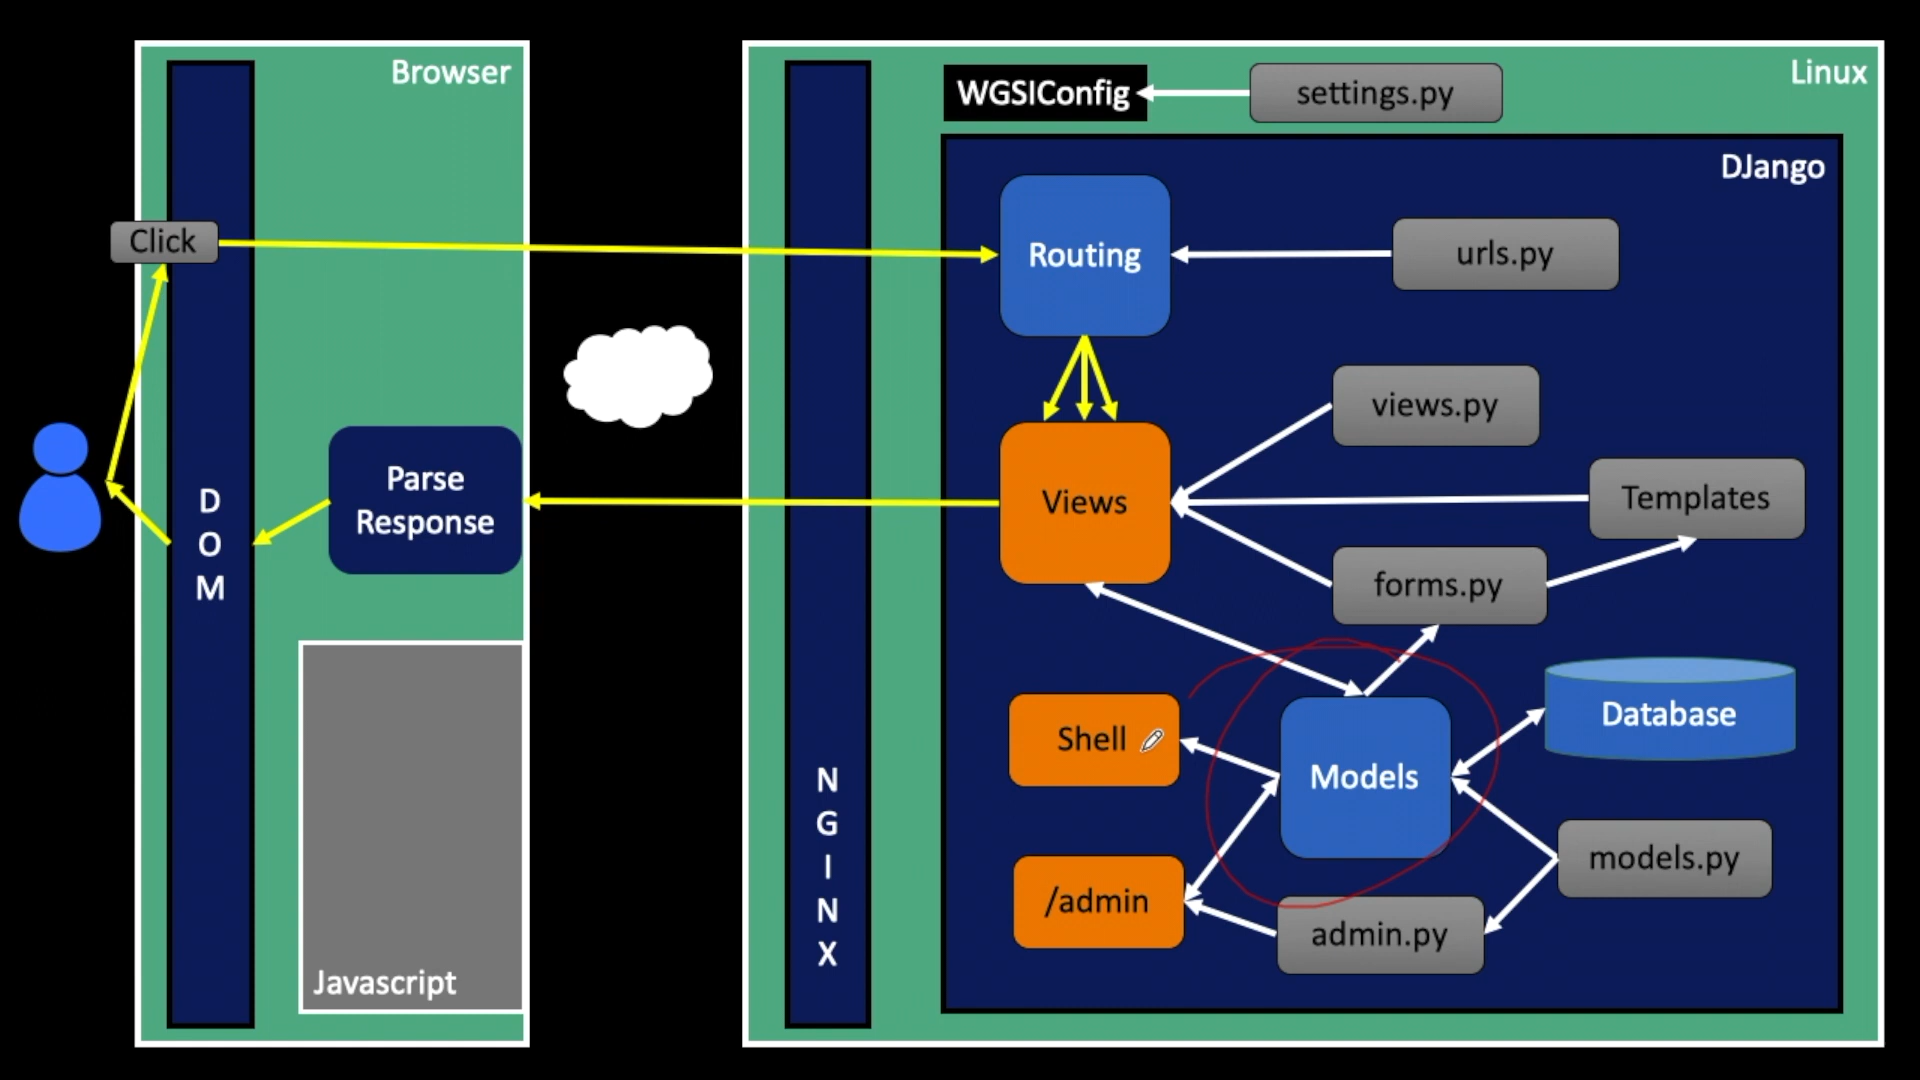 Browser
Linux
WGSIConfig
settings.py
DJango
Click
Routing
urls.py
views.py
Parse
Response
Views
Templates
D
O
M
forms.py
Shell
Models
Database
N
G
I
N
X
models.py
/admin
admin.py
Javascript